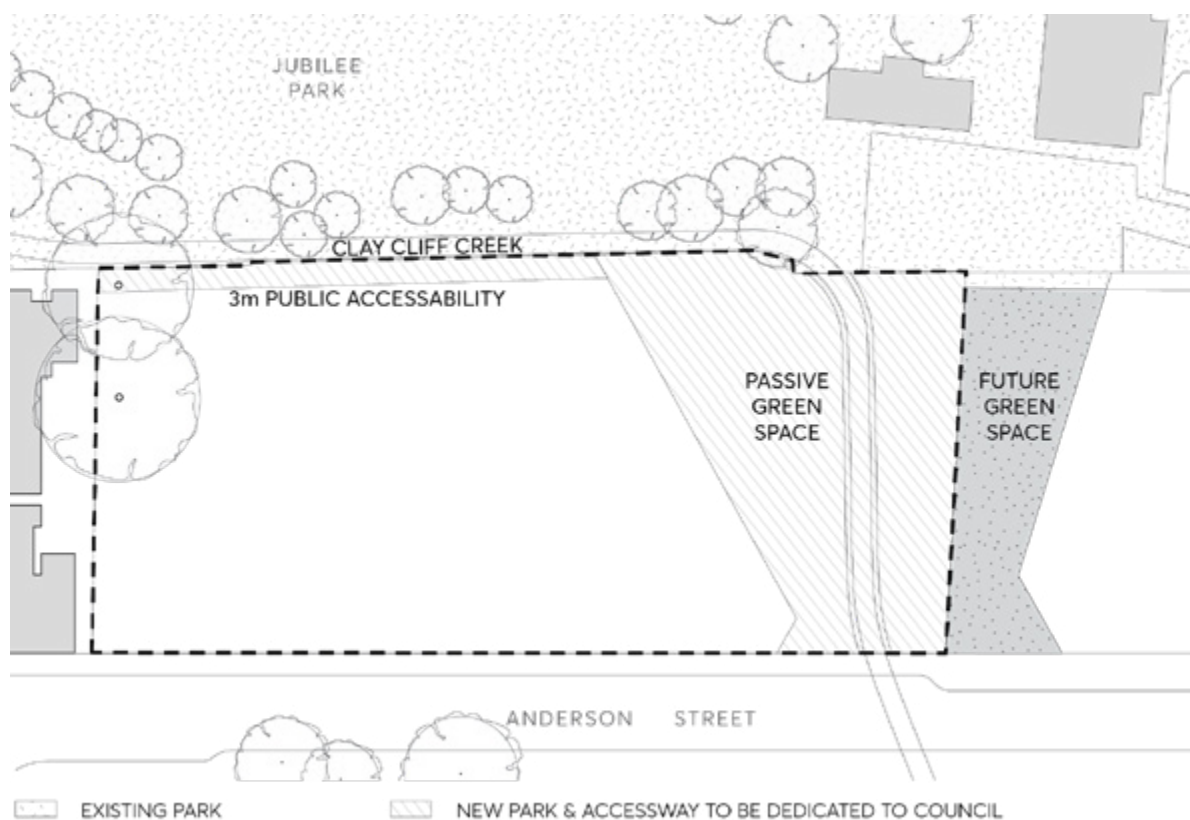 JUBILEE
PARK
CLAY CLIFF CREEK
3m PUBLIC ACCESSABILITY
PASSIVE
GREEN
SPACE
FUTURE
GREEN
SPACE
ANDERSON STREET
EXISTING PARK
NEW PARK & ACCESSWAY TO BE DEDICATED TO COUNCIL